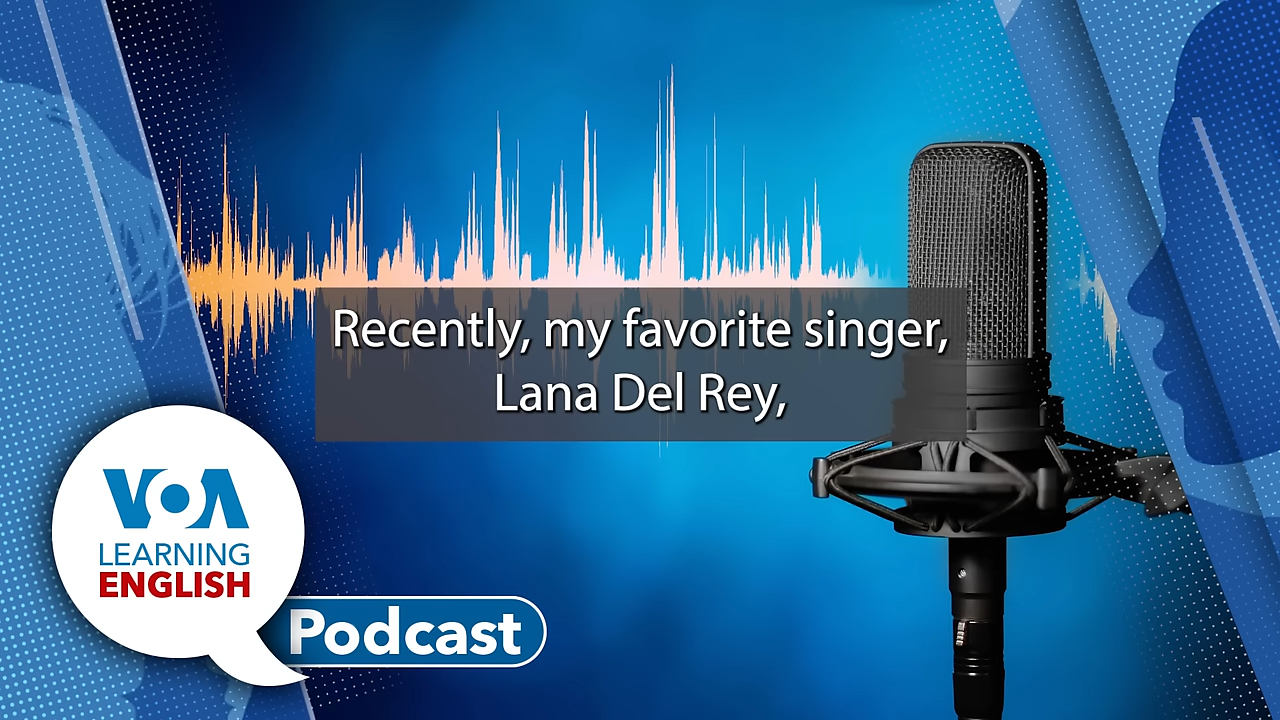 Recently, my favorite singer,
Lana Del Rey,
VOA
LEARNING
ENGLISH
Podcast